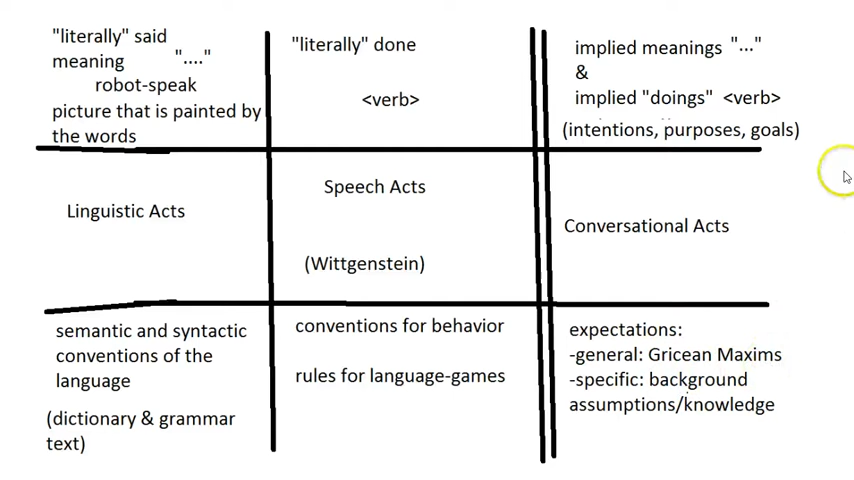 "literally" said
meaning "...."
robot-speak
picture that is painted by
the words
"literally" done
<verb>
implied meanings "..."
&
implied "doings" <verb>
(intentions, purposes, goals)
Linguistic Acts
Speech Acts
(Wittgenstein)
Conversational Acts
semantic and syntactic
conventions of the
language
(dictionary & grammar
text)
conventions for behavior
rules for language-games
expectations:
-general: Gricean Maxims
-specific: background
assumptions/knowledge